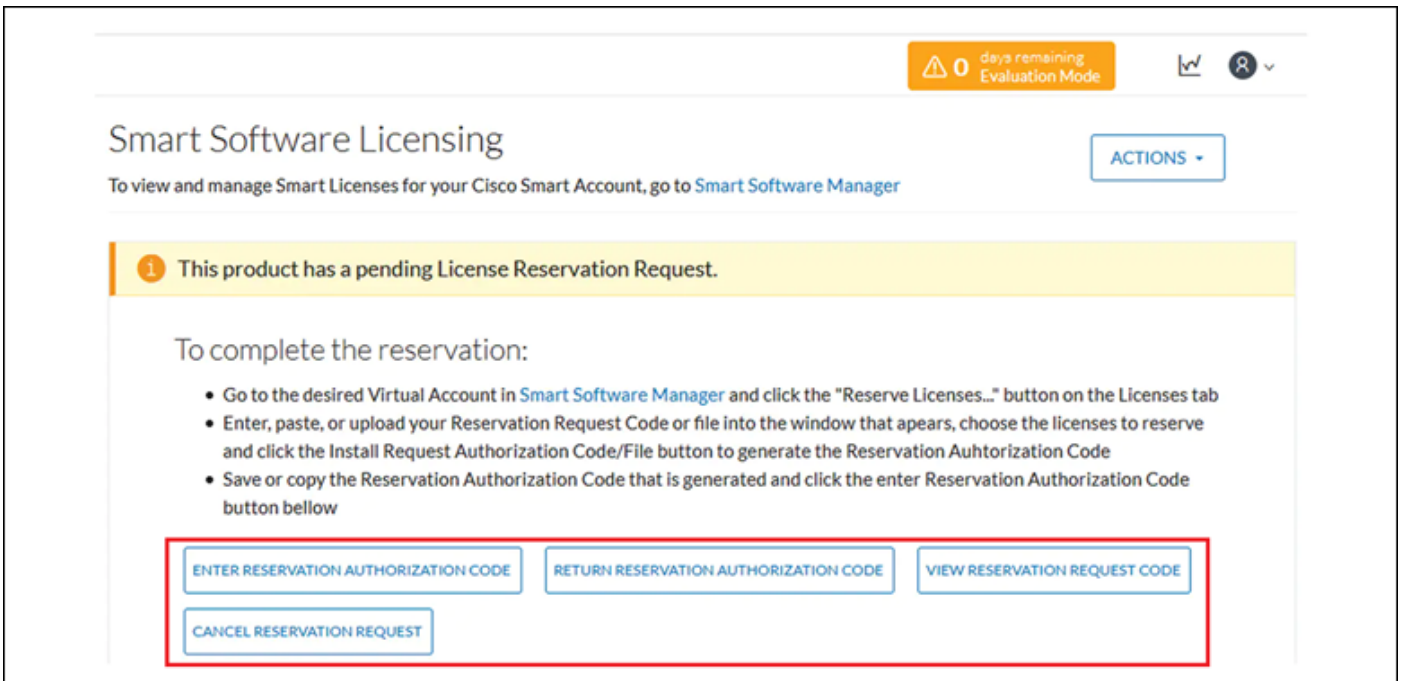 0 days remaining
Evaluation Mode
Smart Software Licensing
ACTIONS
To view and manage Smart Licenses for your Cisco Smart Account, go to Smart Software Manager
This product has a pending License Reservation Request.
To complete the reservation:
• Go to the desired Virtual Account in Smart Software Manager and click the "Reserve Licenses..." button on the Licenses tab
• Enter, paste, or upload your Reservation Request Code or file into the window that apears, choose the licenses to reserve
and click the Install Request Authorization Code/File button to generate the Reservation Auhtorization Code
• Save or copy the Reservation Authorization Code that is generated and click the enter Reservation Authorization Code
button bellow
ENTER RESERVATION AUTHORIZATION CODE
RETURN RESERVATION AUTHORIZATION CODE
VIEW RESERVATION REQUEST CODE
CANCEL RESERVATION REQUEST